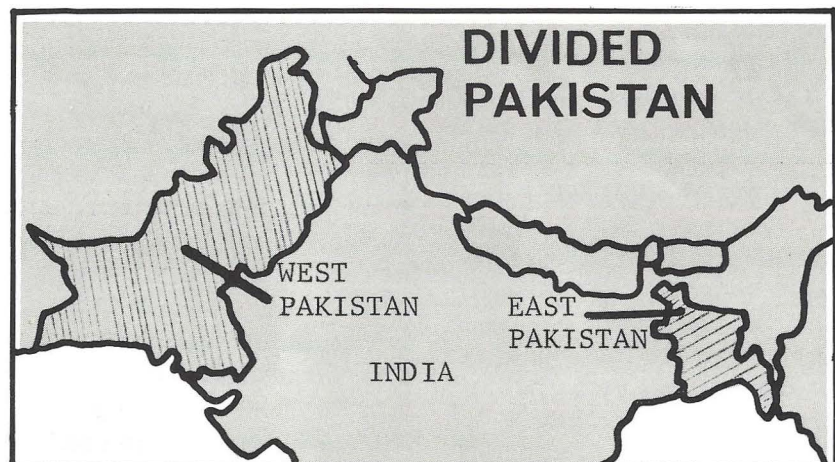 DIVIDED
PAKISTAN
WEST
PAKISTAN
EAST
PAKISTAN
INDIA